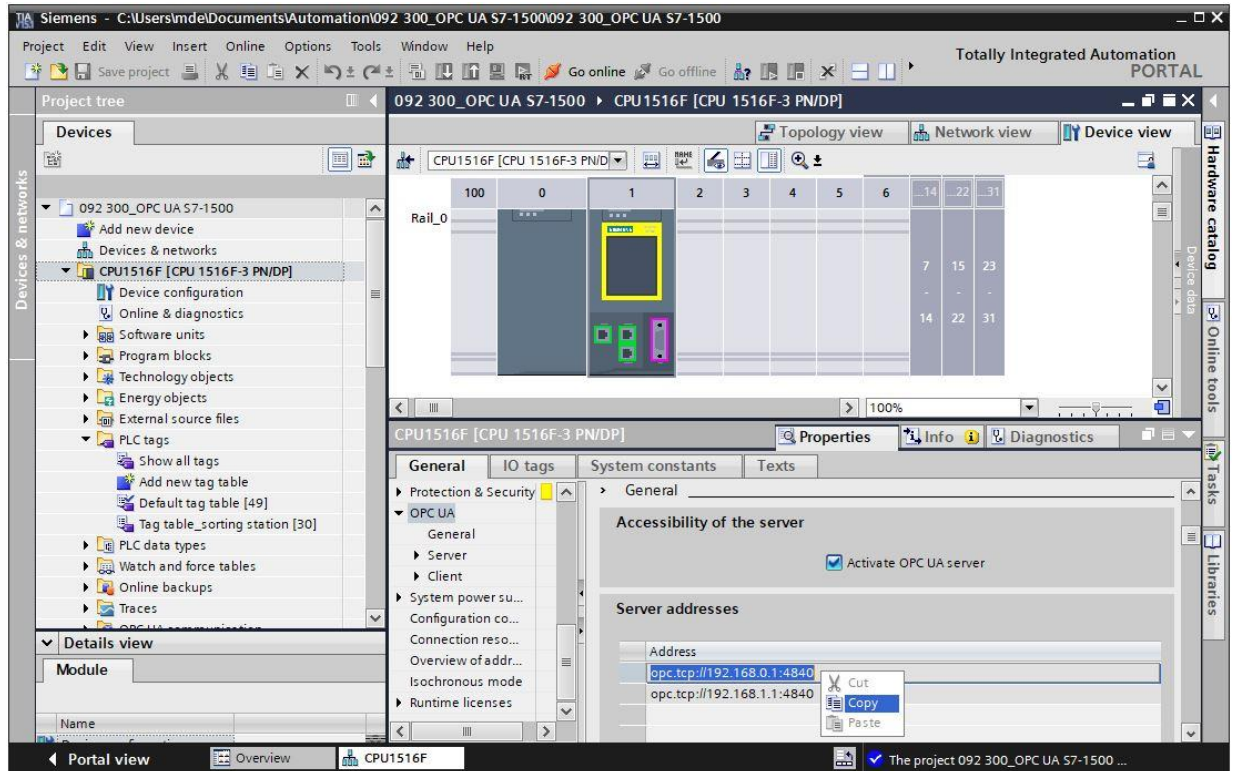 Siemens - C:\Users\mde\Documents\Automation\092 300_OPC UA S7-1500\092 300_OPC UA S7-1500
Project Edit View Insert Online Options Tools Window Help
Totally Integrated Automation
PORTAL
Save project Go online Go offline
Project tree
092 300_OPC UA S7-1500 CPU1516F [CPU 1516F-3 PN/DP]
Devices
Topology view Network view Device view
CPU1516F [CPU 1516F-3 PN/D
100 0 1 2 3 4 5 6 ...14 ...22 ...31
Rail_0
SIEMENS
7 15 23
- - -
14 22 31
100%
Devices & networks
092 300_OPC UA S7-1500
Add new device
Devices & networks
CPU1516F [CPU 1516F-3 PN/DP]
Device configuration
Online & diagnostics
Software units
Program blocks
Technology objects
Energy objects
External source files
PLC tags
Show all tags
Add new tag table
Default tag table [49]
Tag table_sorting station [30]
PLC data types
Watch and force tables
Online backups
Traces
Details view
Module
Name
CPU1516F [CPU 1516F-3 PN/DP]
Properties Info Diagnostics
General IO tags System constants Texts
Protection & Security
OPC UA
General
Server
Client
System power su...
Configuration co...
Connection reso...
Overview of addr...
Isochronous mode
Runtime licenses
General
Accessibility of the server
Activate OPC UA server
Server addresses
Address
opc.tcp://192.168.0.1:4840
opc.tcp://192.168.1.1:4840
Cut
Copy
Paste
Device data
Hardware catalog
Online tools
Tasks
Libraries
Portal view Overview CPU1516F The project 092 300_OPC UA S7-1500 ...